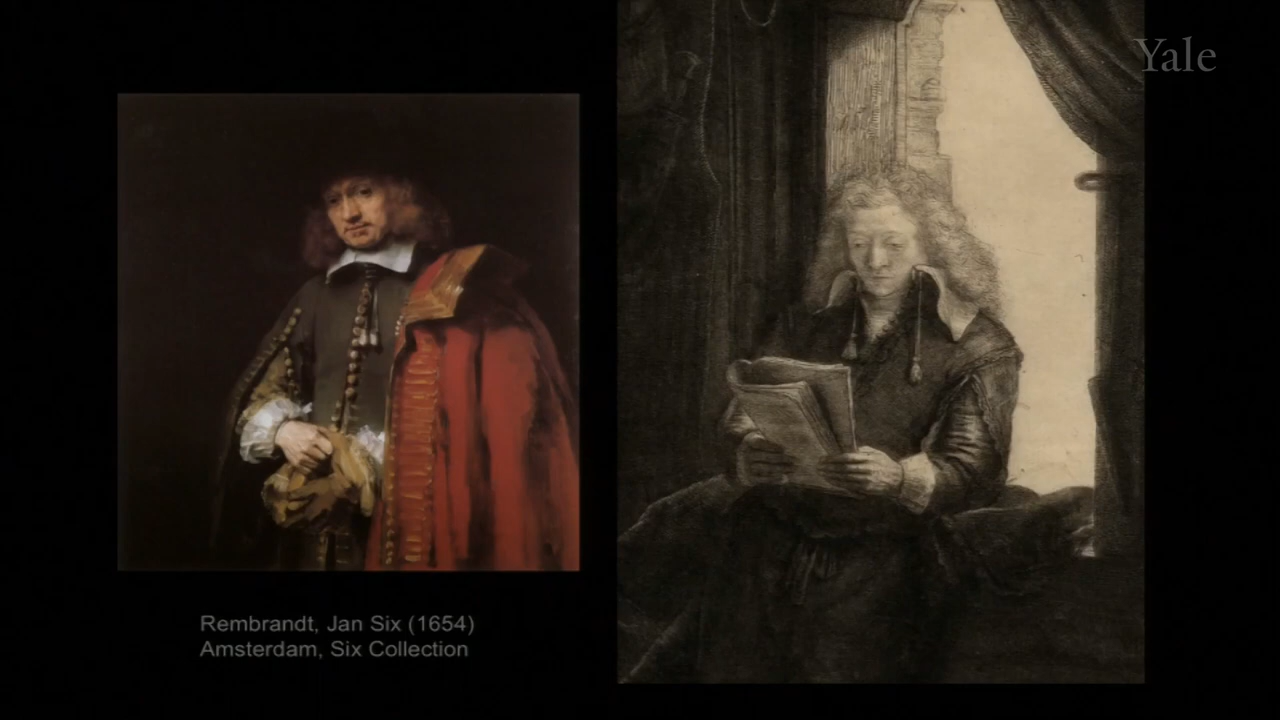 Yale
Rembrandt, Jan Six (1654)
Amsterdam, Six Collection